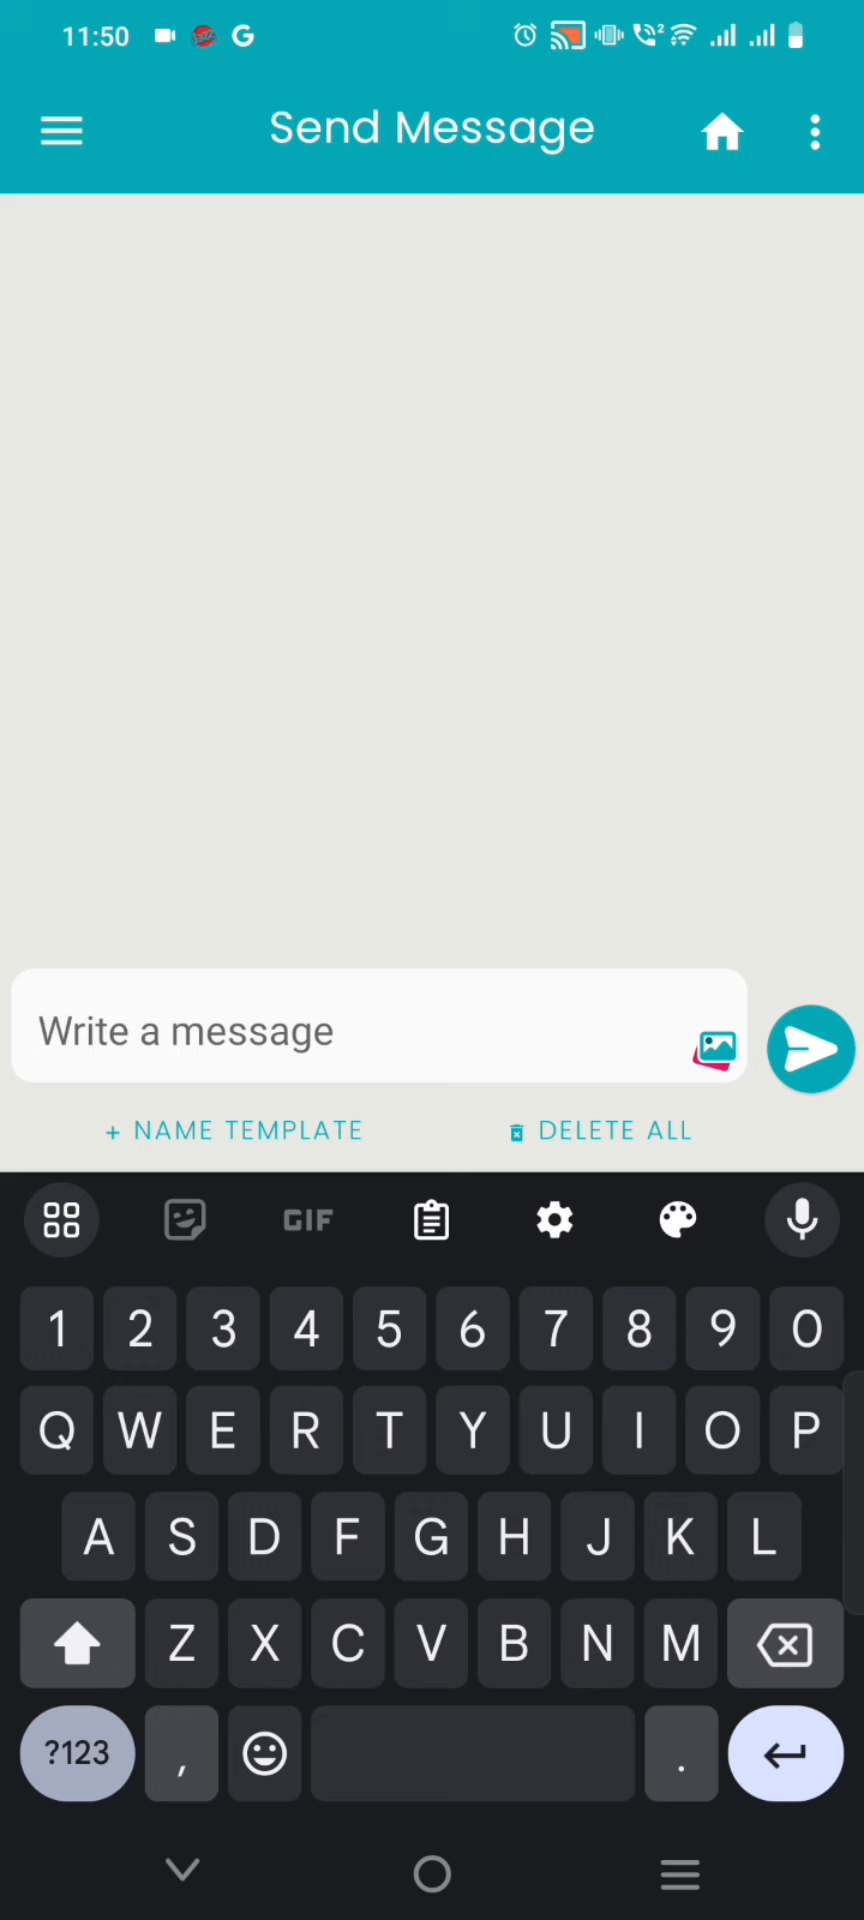 11:50 G
Send Message
Write a message
+ NAME TEMPLATE DELETE ALL
GIF
1 2 3 4 5 6 7 8 9 0
Q W E R T Y U I O P
A S D F G H J K L
Z X C V B N M
?123 , .